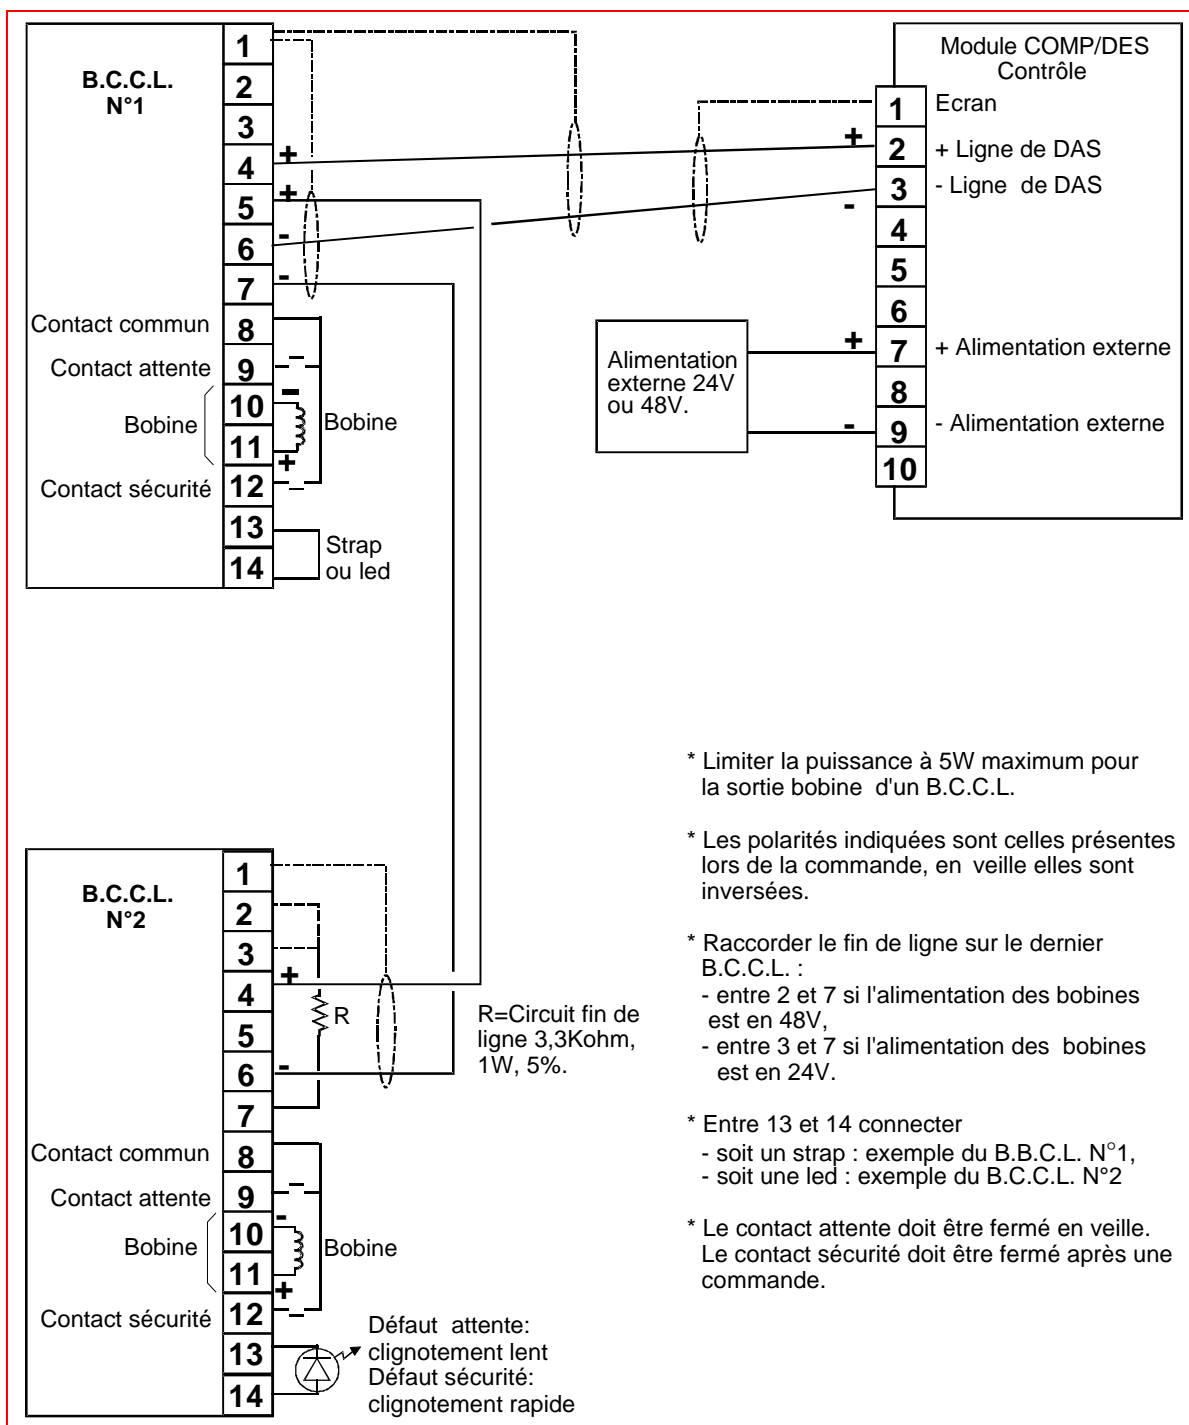 B.C.C.L.
N°1
1
2
3
4
5
6
7
8
9
10
11
12
13
14
+
+
-
-
Contact commun
Contact attente
Bobine
Contact sécurité
-
+
Bobine
Strap
ou led
Module COMP/DES
Contrôle
1
2
3
4
5
6
7
8
9
10
Ecran
+ Ligne de DAS
- Ligne de DAS
+ Alimentation externe
- Alimentation externe
+
-
+
-
Alimentation
externe 24V
ou 48V.
B.C.C.L.
N°2
1
2
3
4
5
6
7
8
9
10
11
12
13
14
+
-
R
R=Circuit fin de
ligne 3,3Kohm,
1W, 5%.
Contact commun
Contact attente
Bobine
Contact sécurité
-
+
Bobine
Défaut attente:
clignotement lent
Défaut sécurité:
clignotement rapide
* Limiter la puissance à 5W maximum pour
la sortie bobine d'un B.C.C.L.
* Les polarités indiquées sont celles présentes
lors de la commande, en veille elles sont
inversées.
* Raccorder le fin de ligne sur le dernier
B.C.C.L. :
- entre 2 et 7 si l'alimentation des bobines
est en 48V,
- entre 3 et 7 si l'alimentation des bobines
est en 24V.
* Entre 13 et 14 connecter
- soit un strap : exemple du B.B.C.L. N°1,
- soit une led : exemple du B.C.C.L. N°2
* Le contact attente doit être fermé en veille.
Le contact sécurité doit être fermé après une
commande.